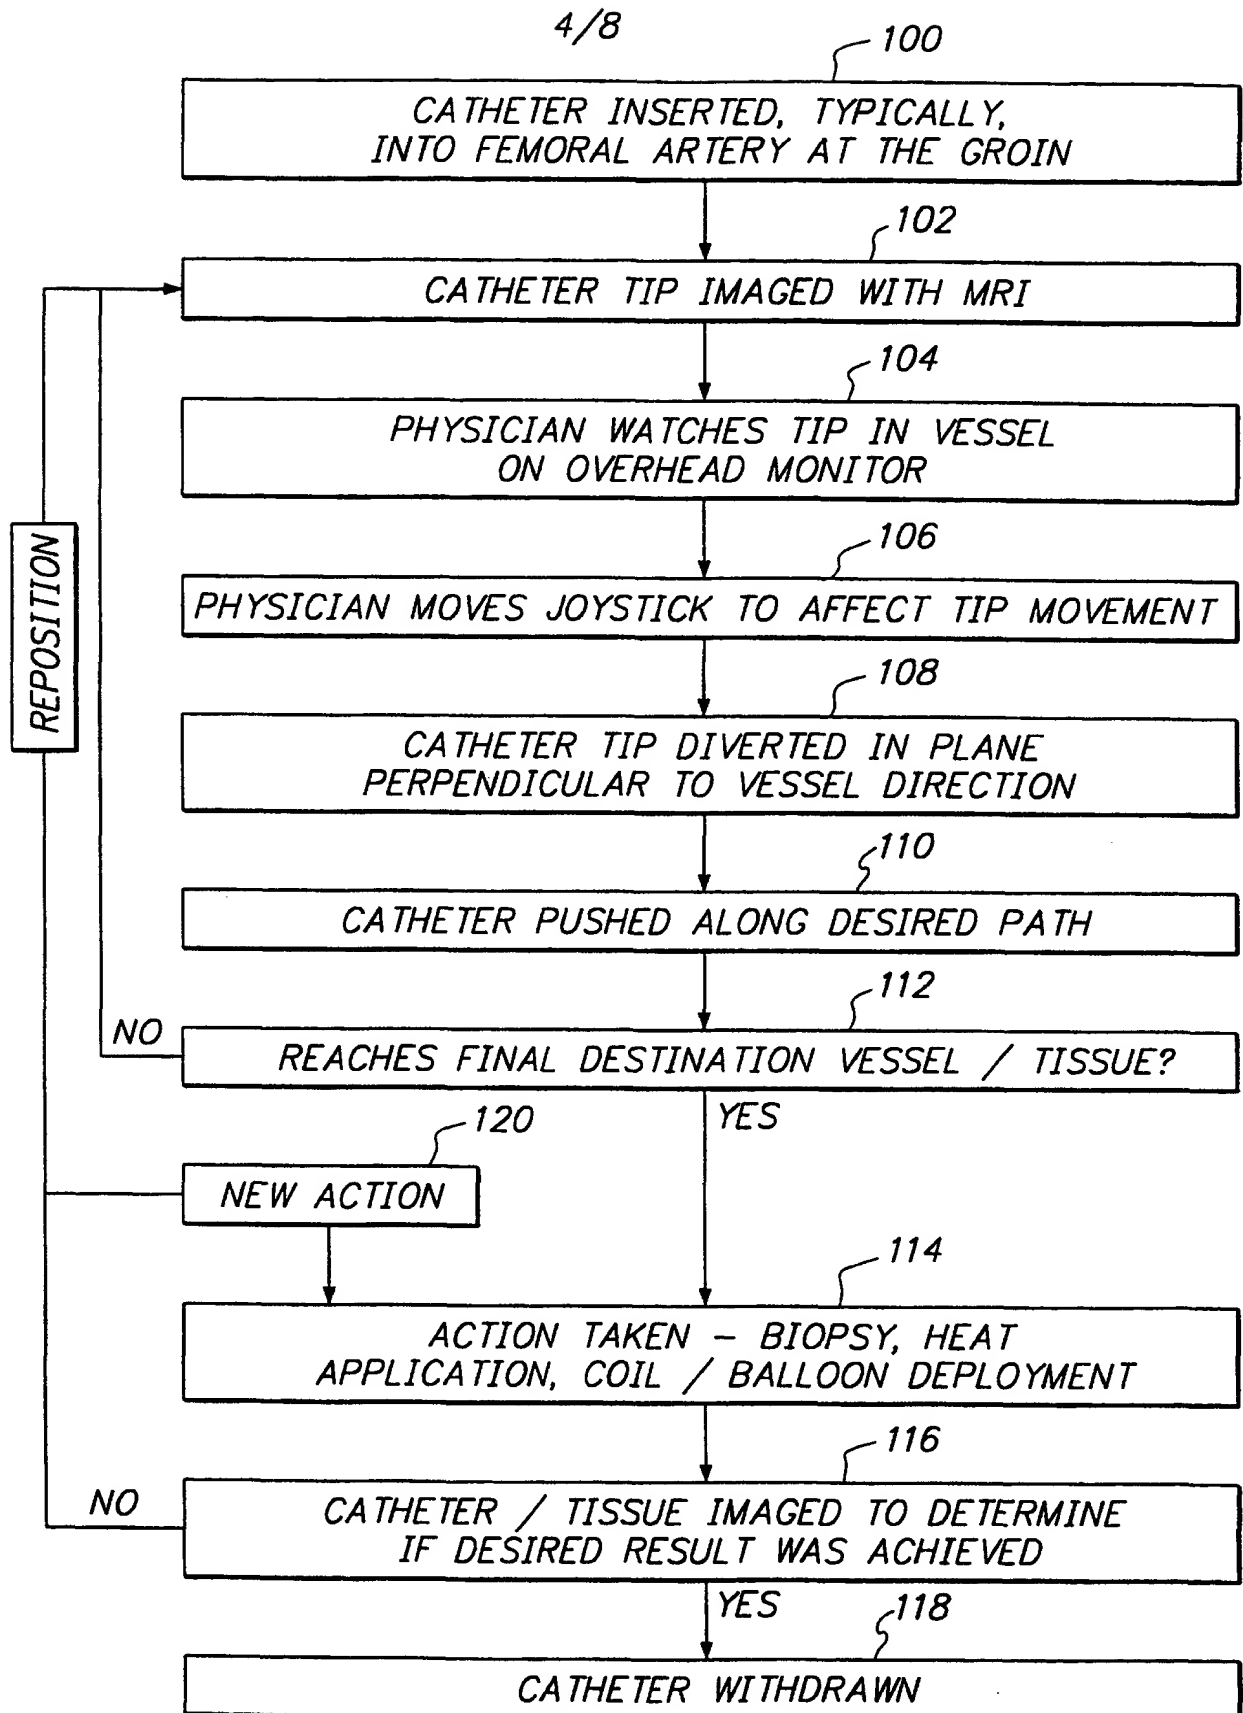 4/8
100
CATHETER INSERTED, TYPICALLY,
INTO FEMORAL ARTERY AT THE GROIN
102
CATHETER TIP IMAGED WITH MRI
104
PHYSICIAN WATCHES TIP IN VESSEL
ON OVERHEAD MONITOR
106
PHYSICIAN MOVES JOYSTICK TO AFFECT TIP MOVEMENT
REPOSITION
108
CATHETER TIP DIVERTED IN PLANE
PERPENDICULAR TO VESSEL DIRECTION
110
CATHETER PUSHED ALONG DESIRED PATH
112
NO
REACHES FINAL DESTINATION VESSEL / TISSUE?
YES
120
NEW ACTION
114
ACTION TAKEN - BIOPSY, HEAT
APPLICATION, COIL / BALLOON DEPLOYMENT
116
NO
CATHETER / TISSUE IMAGED TO DETERMINE
IF DESIRED RESULT WAS ACHIEVED
YES
118
CATHETER WITHDRAWN